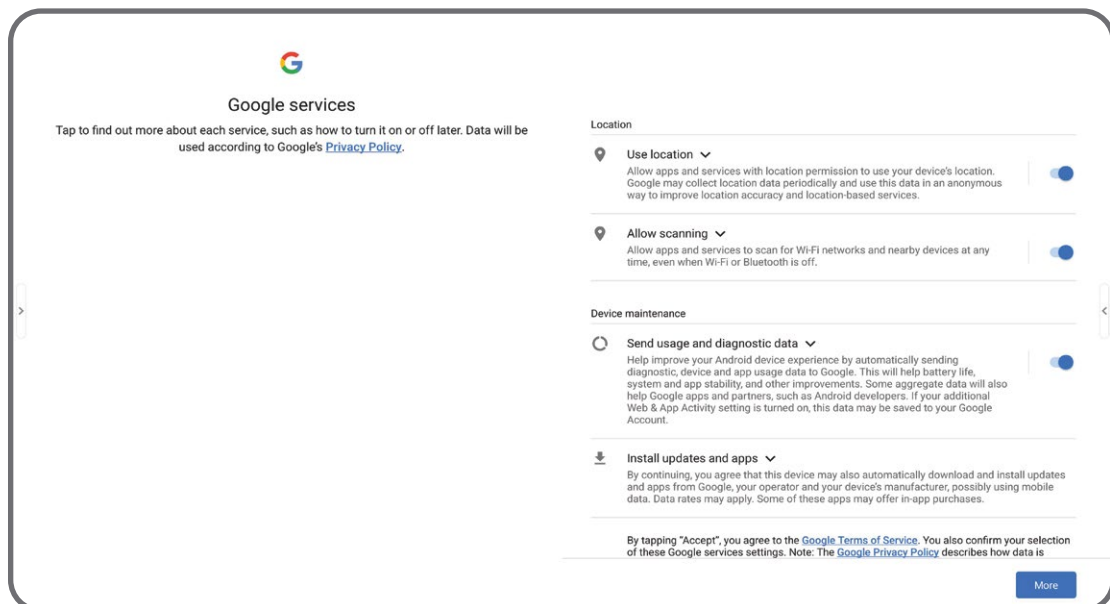 Google services
Tap to find out more about each service, such as how to turn it on or off later. Data will be
used according to Google's Privacy Policy.
Location
Use location
Allow apps and services with location permission to use your device's location.
Google may collect location data periodically and use this data in an anonymous
way to improve location accuracy and location-based services.
Allow scanning
Allow apps and services to scan for Wi-Fi networks and nearby devices at any
time, even when Wi-Fi or Bluetooth is off.
Device maintenance
Send usage and diagnostic data
Help improve your Android device experience by automatically sending
diagnostic, device and app usage data to Google. This will help battery life,
system and app stability, and other improvements. Some aggregate data will also
help Google apps and partners, such as Android developers. If your additional
Web & App Activity setting is turned on, this data may be saved to your Google
Account.
Install updates and apps
By continuing, you agree that this device may also automatically download and install updates
and apps from Google, your operator and your device's manufacturer, possibly using mobile
data. Data rates may apply. Some of these apps may offer in-app purchases.
By tapping "Accept", you agree to the Google Terms of Service. You also confirm your selection
of these Google services settings. Note: The Google Privacy Policy describes how data is
More